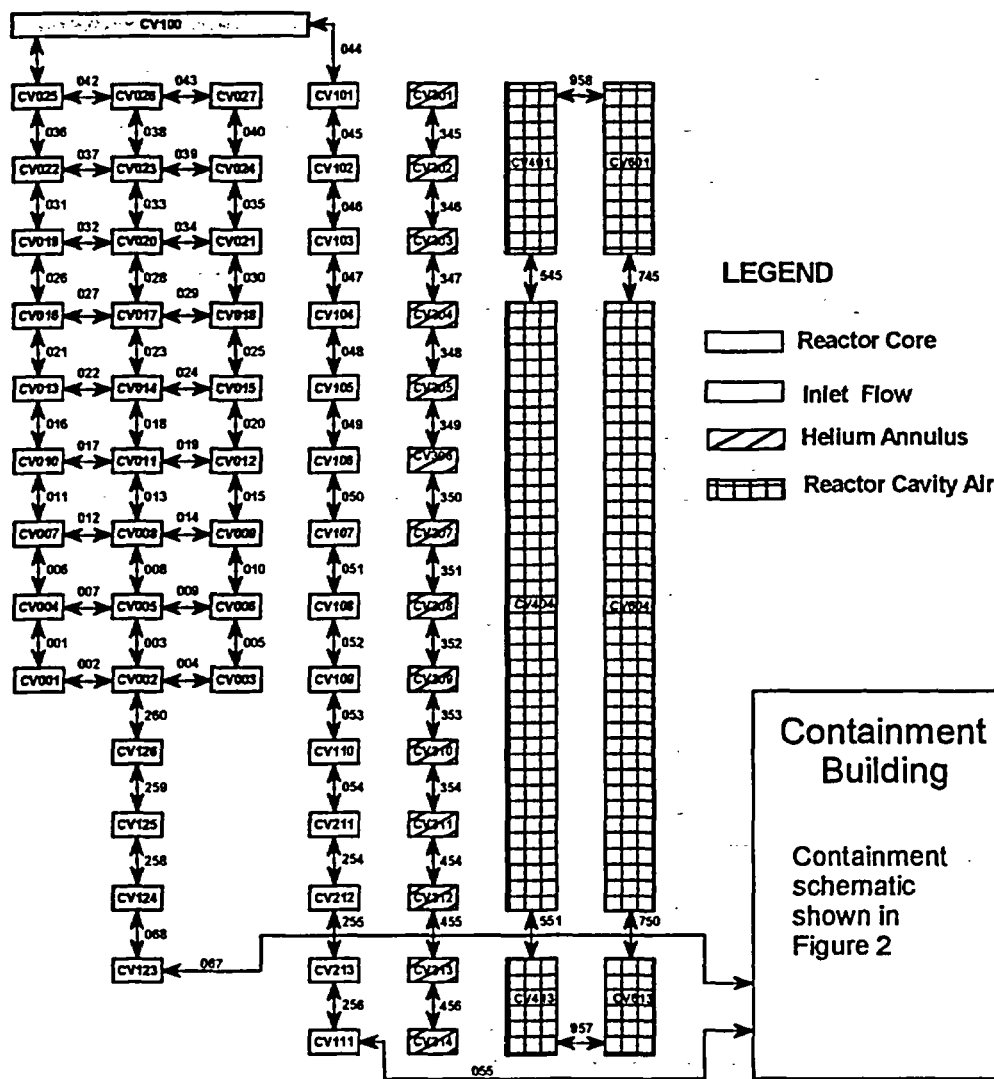 CV100
044
042 043 958
CV025 CV026 CV027 CV101 CV301
036 038 040 045 345
037 039
CV022 CV023 CV024 CV102 CV302 CV401 CV601
031 033 035 046 346
032 034
CV019 CV020 CV021 CV103 CV303
026 028 030 047 347 545 745
027 029
CV016 CV017 CV018 CV104 CV304
021 023 025 048 348
022 024
CV013 CV014 CV015 CV105 CV305
016 018 020 049 349
017 019
CV010 CV011 CV012 CV106 CV306
011 013 015 050 350
012 014
CV007 CV008 CV009 CV107 CV307
006 008 010 051 351
007 009
CV004 CV005 CV006 CV108 CV308 CV404 CV604
001 003 005 052 352
002 004
CV001 CV002 CV003 CV109 CV309
260 053 353
CV126 CV110 CV310
259 054 354
CV125 CV211 CV311
258 254 454
CV124 CV212 CV312
068 255 455 551 750
067
CV123 CV213 CV313 CV413 CV613
256 456
957
CV111 CV314
055
LEGEND
Reactor Core
Inlet Flow
Helium Annulus
Reactor Cavity Air
Containment
Building
Containment
schematic
shown in
Figure 2